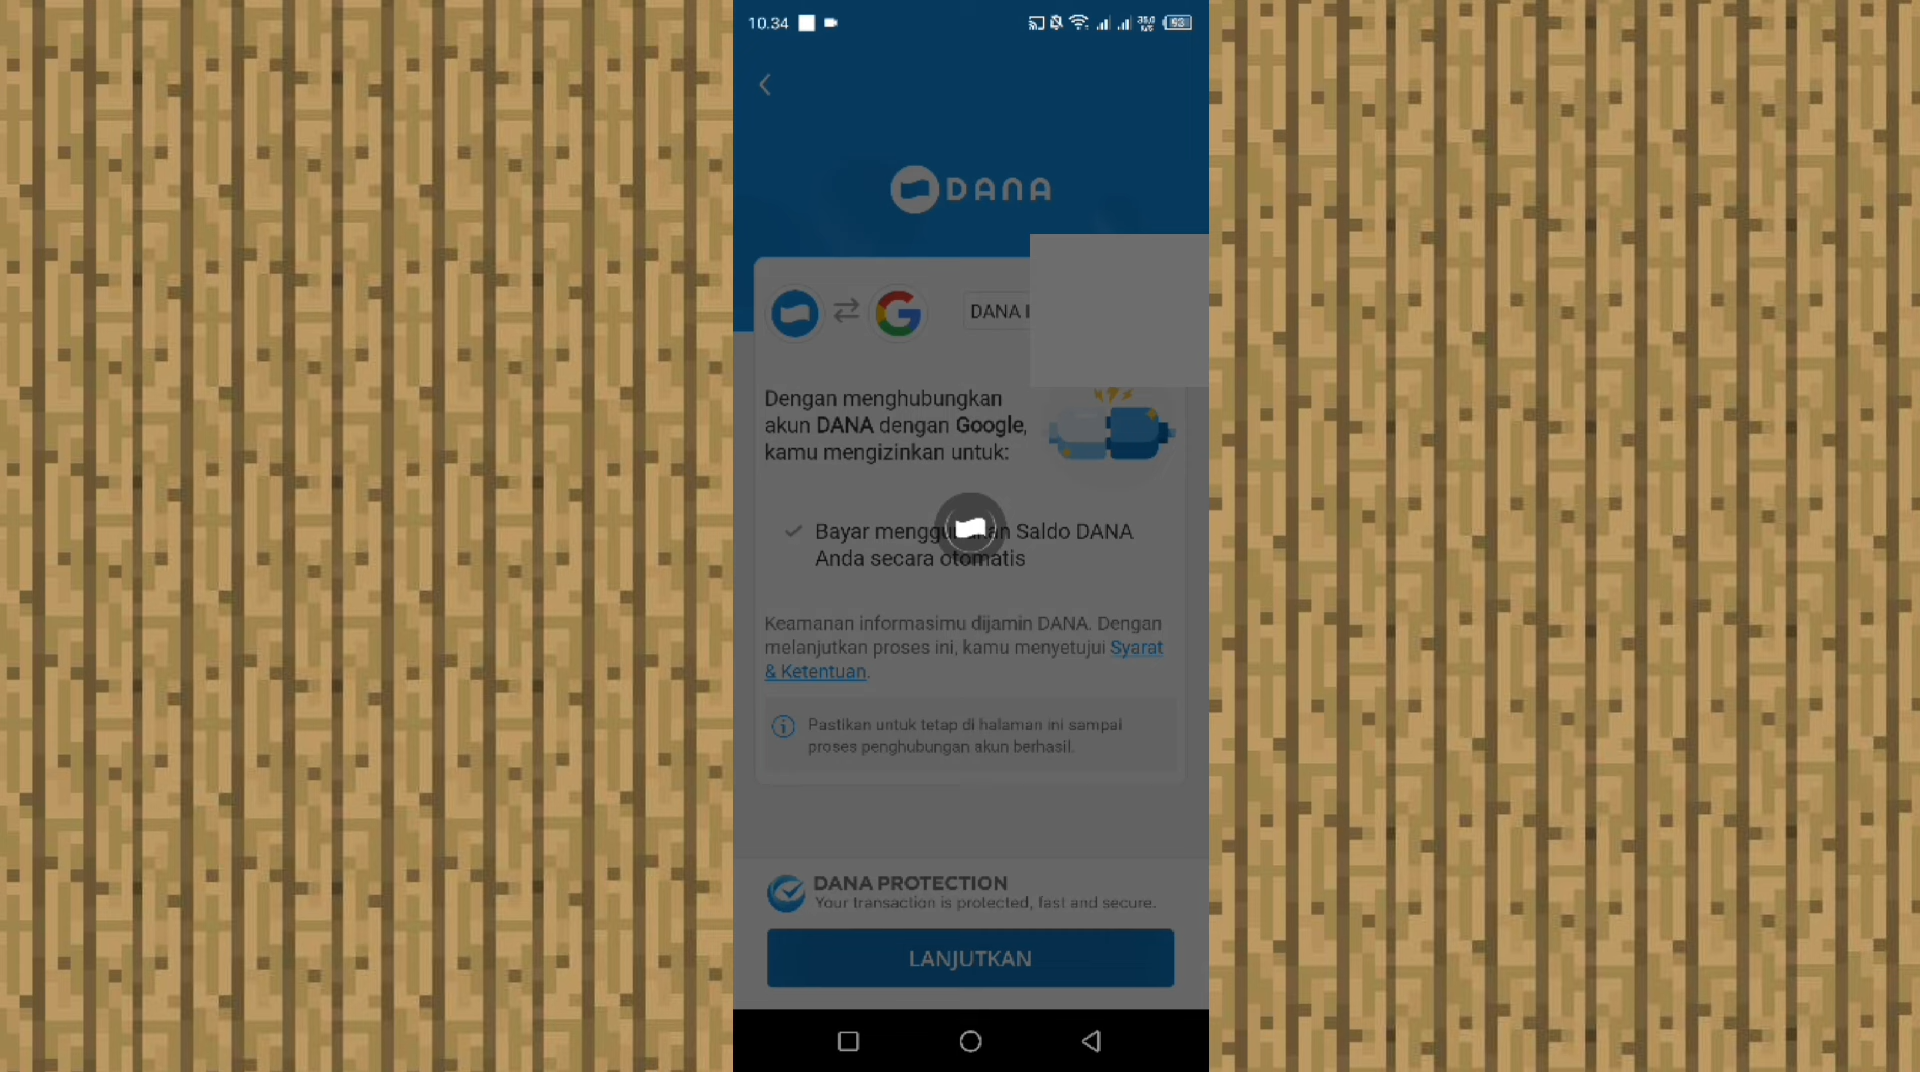 10.34
93
DANA
DANA
Dengan menghubungkan
akun DANA dengan Google,
kamu mengizinkan untuk:
Bayar menggunakan Saldo DANA
Anda secara otomatis
Keamanan informasimu dijamin DANA. Dengan
melanjutkan proses ini, kamu menyetujui Syarat
& Ketentuan.
Pastikan untuk tetap di halaman ini sampai
proses penghubungan akun berhasil.
DANA PROTECTION
Your transaction is protected, fast and secure.
LANJUTKAN